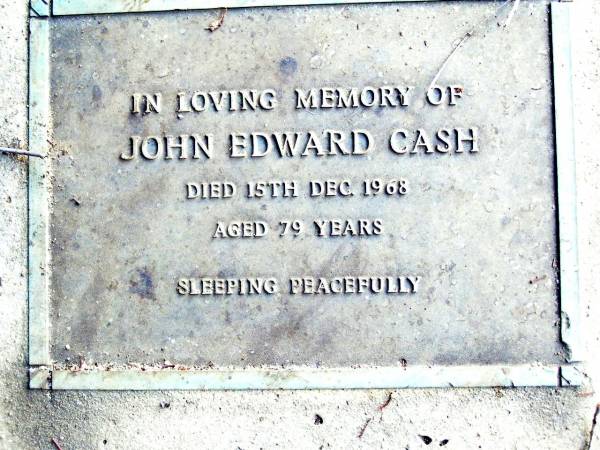 IN LOVING MEMORY OF
JOHN EDWARD CASH
DIED 15TH DEC. 1968
AGED 79 YEARS
SLEEPING PEACEFULLY